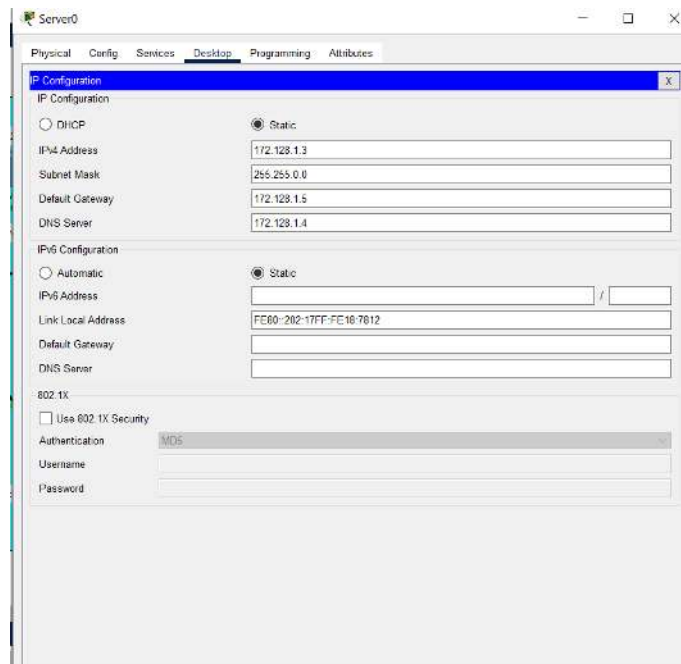 Server0
Physical Config Services Desktop Programming Attributes
IP Configuration X
IP Configuration
DHCP Static
IPv4 Address 172.128.1.3
Subnet Mask 255.255.0.0
Default Gateway 172.128.1.5
DNS Server 172.128.1.4
IPv6 Configuration
Automatic Static
IPv6 Address /
Link Local Address FE80::202:17FF:FE18:7812
Default Gateway
DNS Server
802.1X
Use 802.1X Security
Authentication MD5
Username
Password